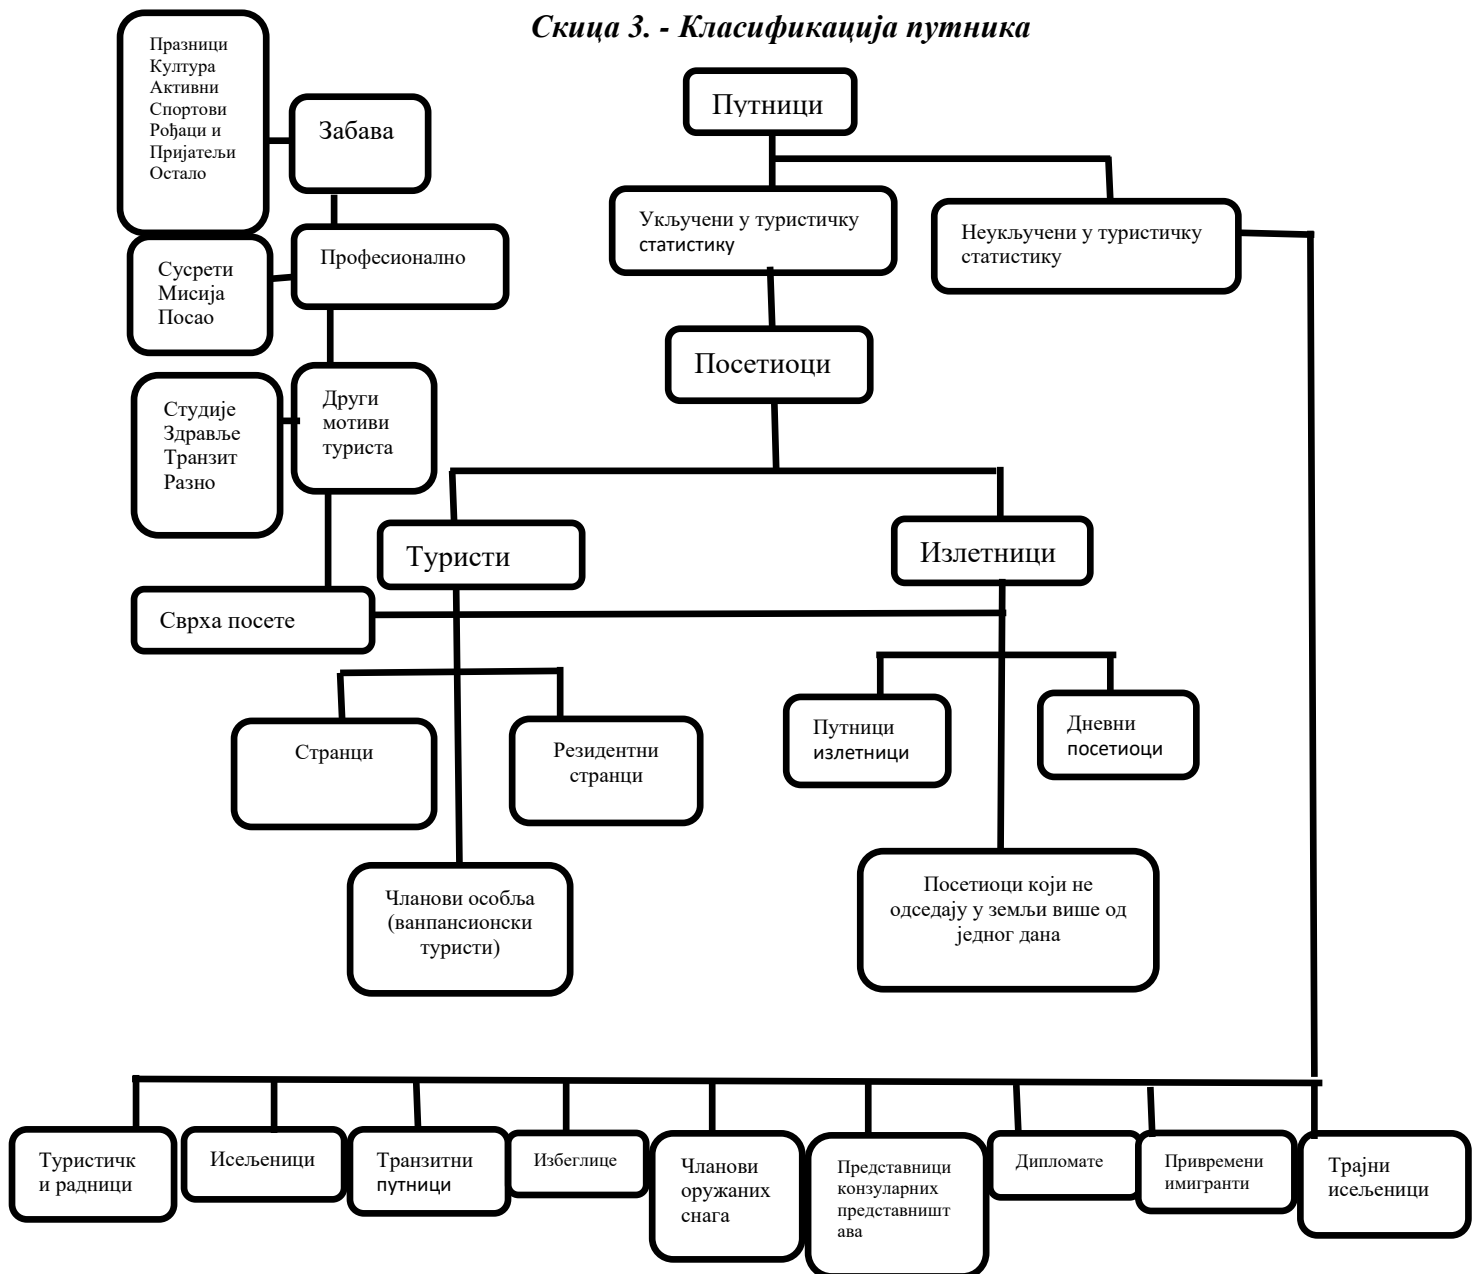 Скица 3. - Класификација путника
Празници
Култура
Активни
Спортови
Рођаци и
Пријатељи
Остало
Забава
Путници
Укључени у туристичку
статистику
Неукључени у туристичку
статистику
Професионално
Сусрети
Мисија
Посао
Посетиоци
Студије
Здравље
Транзит
Разно
Други
мотиви
туриста
Туристи
Излетници
Сврха посете
Странци
Резидентни
странци
Путници
излетници
Дневни
посетиоци
Чланови особља
(ванпансионски
туристи)
Посетиоци који не
одседају у земљи више од
једног дана
Туристичк
и радници
Исељеници
Транзитни
путници
Избеглице
Чланови
оружаних
снага
Представници
конзуларних
представништ
ава
Дипломате
Привремени
имигранти
Трајни
исељеници